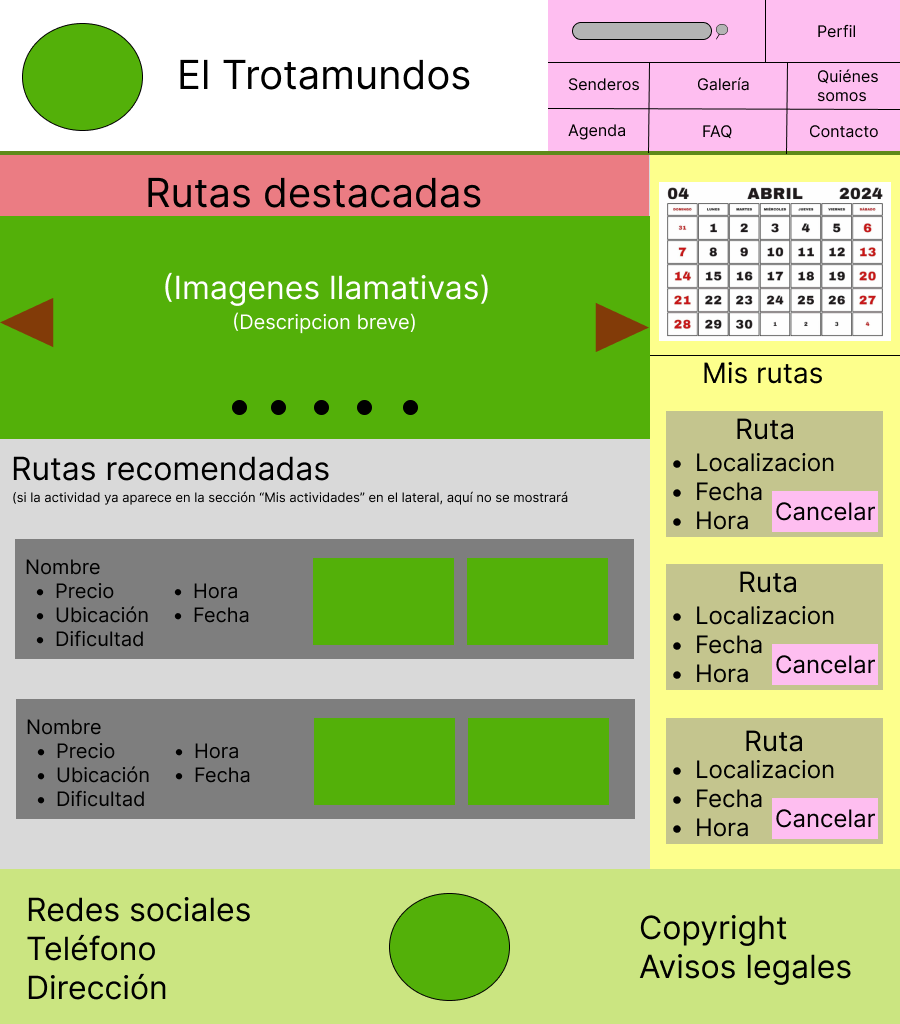 El Trotamundos
Perfil
Senderos
Galería
Quiénes
somos
Agenda
FAQ
Contacto
Rutas destacadas
(Imagenes llamativas)
(Descripcion breve)
04 ABRIL 2024
DOMINGO LUNES MARTES MIÉRCOLES JUEVES VIERNES SÁBADO
31 1 2 3 4 5 6
7 8 9 10 11 12 13
14 15 16 17 18 19 20
21 22 23 24 25 26 27
28 29 30 1 2 3 4
Mis rutas
Ruta
• Localizacion
• Fecha
• Hora
Cancelar
Ruta
• Localizacion
• Fecha
• Hora
Cancelar
Ruta
• Localizacion
• Fecha
• Hora
Cancelar
Rutas recomendadas
(si la actividad ya aparece en la sección “Mis actividades” en el lateral, aquí no se mostrará
Nombre
• Precio
• Ubicación
• Dificultad
• Hora
• Fecha
Nombre
• Precio
• Ubicación
• Dificultad
• Hora
• Fecha
Redes sociales
Teléfono
Dirección
Copyright
Avisos legales